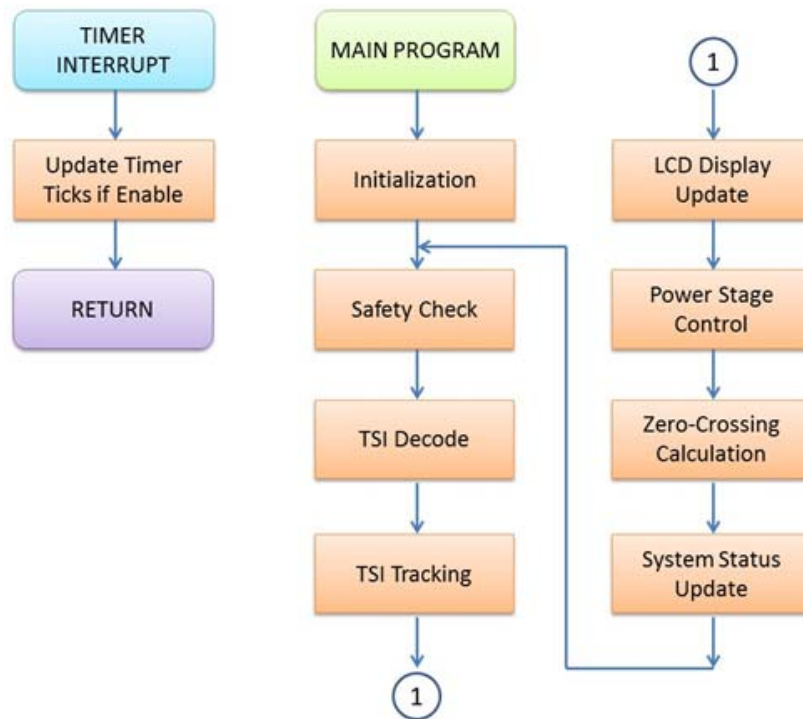 TIMER
INTERRUPT
Update Timer
Ticks if Enable
RETURN
MAIN PROGRAM
Initialization
Safety Check
TSI Decode
TSI Tracking
1
1
LCD Display
Update
Power Stage
Control
Zero-Crossing
Calculation
System Status
Update